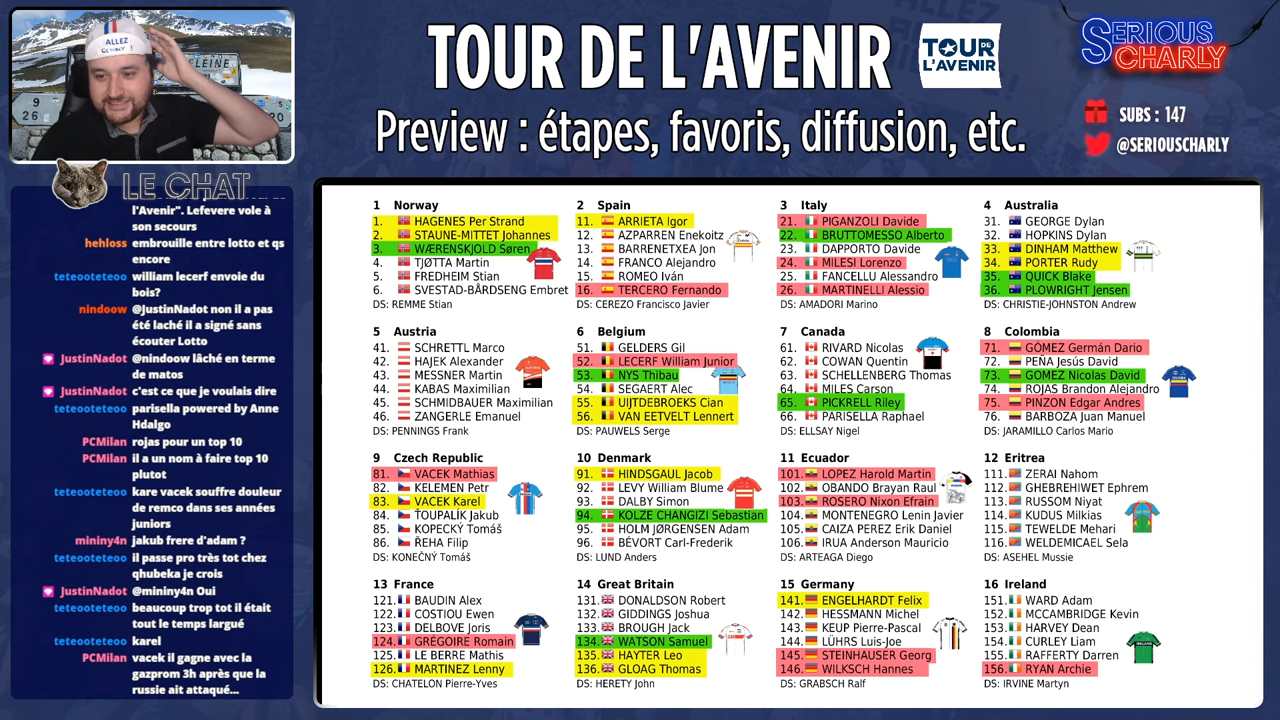 ALLEZ
LENNY !
ELEINE
9
26
20
TOUR DE L'AVENIR
TOUR DE
L'AVENIR
SERIOUS
CHARLY
Preview : étapes, favoris, diffusion, etc.
SUBS : 147
@SERIOUSCHARLY
LE CHAT
l'Avenir". Lefevere vole à
son secours
hehloss embrouille entre lotto et qs
encore
teteooteteoo william lecerf envoie du
bois?
nindoow @JustinNadot non il a pas
été laché il a signé sans
écouter Lotto
JustinNadot @nindoow lâché en terme
de matos
JustinNadot c'est ce que je voulais dire
teteooteteoo parisella powered by Anne
Hdalgo
PCMilan rojas pour un top 10
PCMilan il a un nom à faire top 10
plutot
teteooteteoo kare vacek souffre douleur
de remco dans ses années
juniors
mininy4n jakub frere d'adam ?
teteooteteoo il passe pro très tot chez
qhubeka je crois
JustinNadot @mininy4n Oui
teteooteteoo beaucoup trop tot il était
tout le temps largué
teteooteteoo karel
PCMilan vacek il gagne avec la
gazprom 3h après que la
russie ait attaqué...
1 Norway
1. HAGENES Per Strand
2. STAUNE-MITTET Johannes
3. WÆRENSKJOLD Søren
4. TJØTTA Martin
5. FREDHEIM Stian
6. SVESTAD-BÅRDSENG Embret
DS: REMME Stian
2 Spain
11. ARRIETA Igor
12. AZPARREN Enekoitz
13. BARRENETXEA Jon
14. FRANCO Alejandro
15. ROMEO Iván
16. TERCERO Fernando
DS: CEREZO Francisco Javier
3 Italy
21. PIGANZOLI Davide
22. BRUTTOMESSO Alberto
23. DAPPORTO Davide
24. MILESI Lorenzo
25. FANCELLU Alessandro
26. MARTINELLI Alessio
DS: AMADORI Marino
4 Australia
31. GEORGE Dylan
32. HOPKINS Dylan
33. DINHAM Matthew
34. PORTER Rudy
35. QUICK Blake
36. PLOWRIGHT Jensen
DS: CHRISTIE-JOHNSTON Andrew
5 Austria
41. SCHRETTL Marco
42. HAJEK Alexander
43. MESSNER Martin
44. KABAS Maximilian
45. SCHMIDBAUER Maximilian
46. ZANGERLE Emanuel
DS: PENNINGS Frank
6 Belgium
51. GELDERS Gil
52. LECERF William Junior
53. NYS Thibau
54. SEGAERT Alec
55. UIJTDEBROEKS Cian
56. VAN EETVELT Lennert
DS: PAUWELS Serge
7 Canada
61. RIVARD Nicolas
62. COWAN Quentin
63. SCHELLENBERG Thomas
64. MILES Carson
65. PICKRELL Riley
66. PARISELLA Raphael
DS: ELLSAY Nigel
8 Colombia
71. GÓMEZ Germán Dario
72. PEÑA Jesús David
73. GÓMEZ Nicolas David
74. ROJAS Brandon Alejandro
75. PINZON Edgar Andres
76. BARBOZA Juan Manuel
DS: JARAMILLO Carlos Mario
9 Czech Republic
81. VACEK Mathias
82. KELEMEN Petr
83. VACEK Karel
84. ŤOUPALÍK Jakub
85. KOPECKÝ Tomáš
86. ŘEHA Filip
DS: KONEČNÝ Tomáš
10 Denmark
91. HINDSGAUL Jacob
92. LEVY William Blume
93. DALBY Simon
94. KOLZE CHANGIZI Sebastian
95. HOLM JØRGENSEN Adam
96. BÉVORT Carl-Frederik
DS: LUND Anders
11 Ecuador
101. LOPEZ Harold Martin
102. OBANDO Brayan Raul
103. ROSERO Nixon Efrain
104. MONTENEGRO Lenin Javier
105. CAIZA PEREZ Erik Daniel
106. IRUA Anderson Mauricio
DS: ARTEAGA Diego
12 Eritrea
111. ZERAI Nahom
112. GHEBREHIWET Ephrem
113. RUSSOM Niyat
114. KUDUS Milkias
115. TEWELDE Mehari
116. WELDEMICAEL Sela
DS: ASEHEL Mussie
13 France
121. BAUDIN Alex
122. COSTIOU Ewen
123. DELBOVE Joris
124. GRÉGOIRE Romain
125. LE BERRE Mathis
126. MARTINEZ Lenny
DS: CHATELON Pierre-Yves
14 Great Britain
131. DONALDSON Robert
132. GIDDINGS Joshua
133. BROUGH Jack
134. WATSON Samuel
135. HAYTER Leo
136. GLOAG Thomas
DS: HERETY John
15 Germany
141. ENGELHARDT Felix
142. HESSMANN Michel
143. KEUP Pierre-Pascal
144. LÜHRS Luis-Joe
145. STEINHAUSER Georg
146. WILKSCH Hannes
DS: GRABSCH Ralf
16 Ireland
151. WARD Adam
152. MCCAMBRIDGE Kevin
153. HARVEY Dean
154. CURLEY Liam
155. RAFFERTY Darren
156. RYAN Archie
DS: IRVINE Martyn